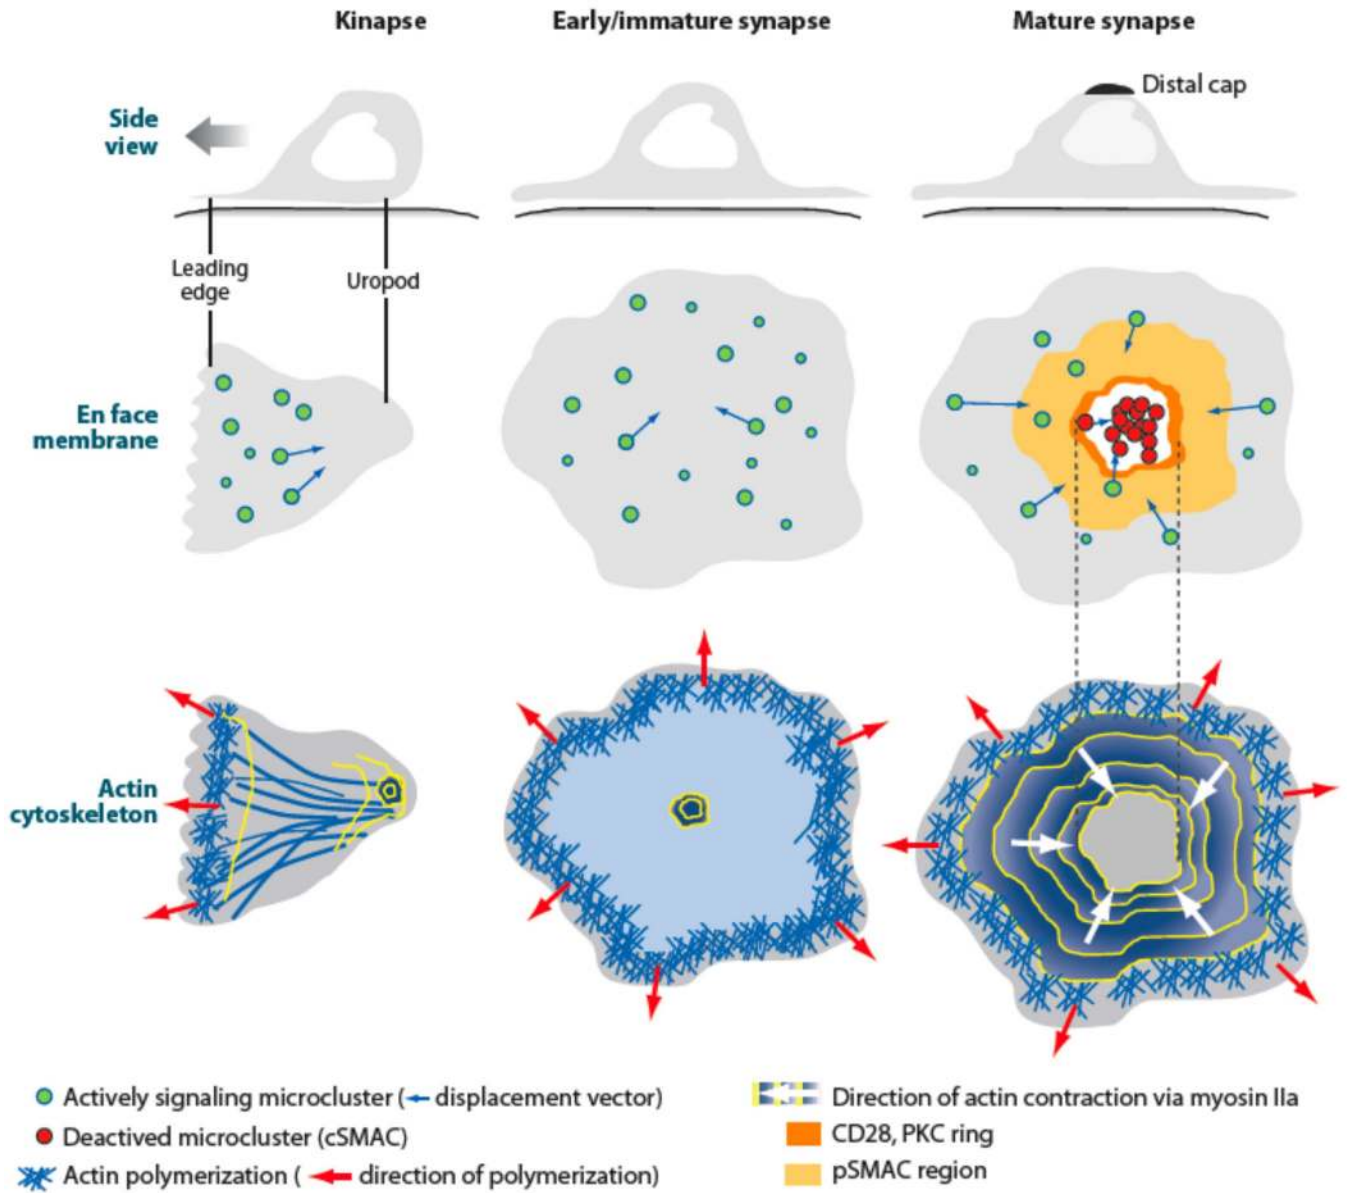 Kinapse
Early/immature synapse
Mature synapse
Distal cap
Side
view
Leading
edge
Uropod
En face
membrane
Actin
cytoskeleton
Actively signaling microcluster ( displacement vector)
Deactived microcluster (cSMAC)
Actin polymerization ( direction of polymerization)
Direction of actin contraction via myosin IIa
CD28, PKC ring
pSMAC region